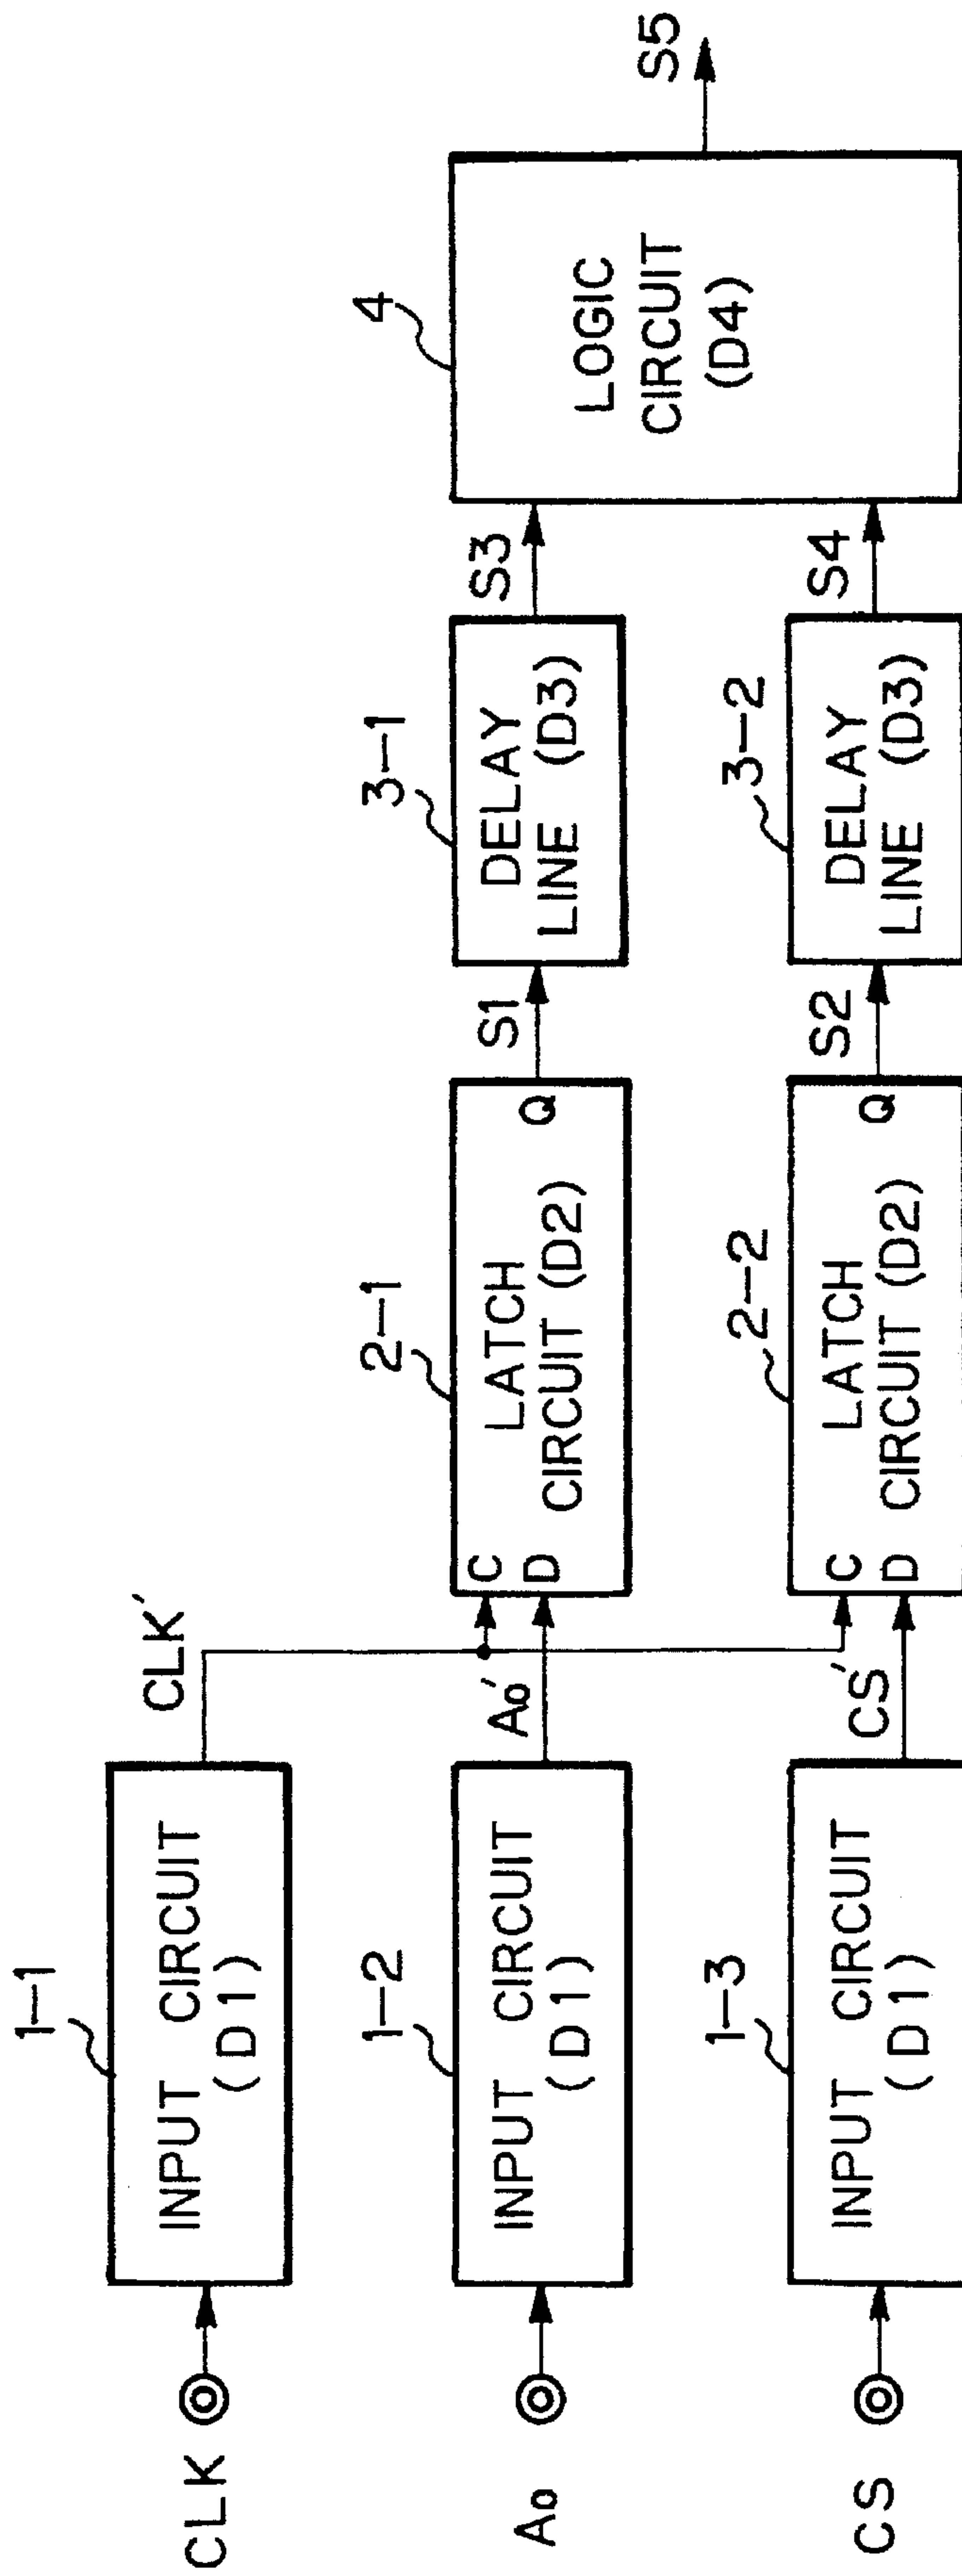 CLK
1-1
INPUT CIRCUIT
(D1)
CLK'
Ao
1-2
INPUT CIRCUIT
(D1)
Ao'
2-1
C
D
LATCH
CIRCUIT (D2)
Q
S1
3-1
DELAY
LINE (D3)
S3
4
LOGIC
CIRCUIT
(D4)
S5
CS
1-3
INPUT CIRCUIT
(D1)
CS'
2-2
C
D
LATCH
CIRCUIT (D2)
Q
S2
3-2
DELAY
LINE (D3)
S4